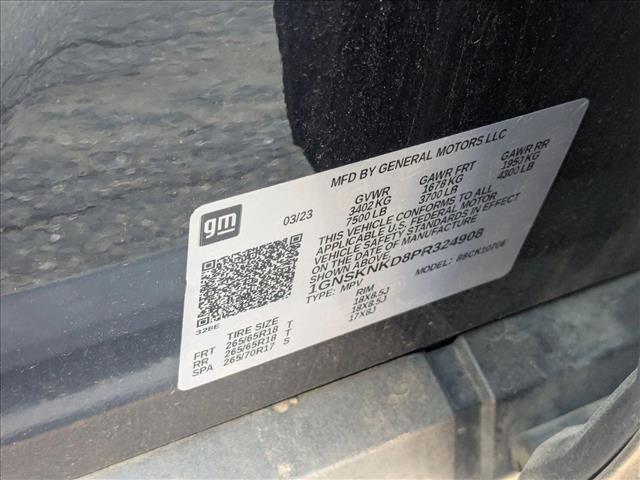 MFD BY GENERAL MOTORS LLC
gm
03/23
GVWR GAWR FRT GAWR RR
3402 KG 1678 KG 1950 KG
7500 LB 3700 LB 4300 LB
THIS VEHICLE CONFORMS TO ALL
APPLICABLE U.S. FEDERAL MOTOR
VEHICLE SAFETY STANDARDS IN EFFECT
ON THE DATE OF MANUFACTURE
SHOWN ABOVE.
1GNSKNKD8PR324908
TYPE: MPV MODEL:
328E
TIRE SIZE RIM
FRT 265/65R18 T 18X8.5J
RR 265/65R18 T 18X8.5J
SPA 265/70R17 S 17X8J